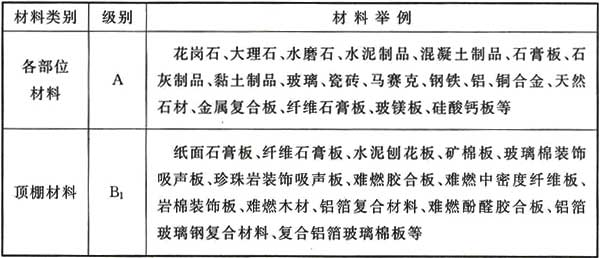 材料类别 级别 材料举例
各部位材料 A 花岗石、大理石、水磨石、水泥制品、混凝土制品、石膏板、石
灰制品、黏土制品、玻璃、瓷砖、马赛克、钢铁、铝、铜合金、天然
石材、金属复合板、纤维石膏板、玻镁板、硅酸钙板等
顶棚材料 B₁ 纸面石膏板、纤维石膏板、水泥刨花板、矿棉板、玻璃棉装饰
吸声板、珍珠岩装饰吸声板、难燃胶合板、难燃中密度纤维板、
岩棉装饰板、难燃木材、铝箔复合材料、难燃酚醛胶合板、铝箔
玻璃钢复合材料、复合铝箔玻璃棉板等